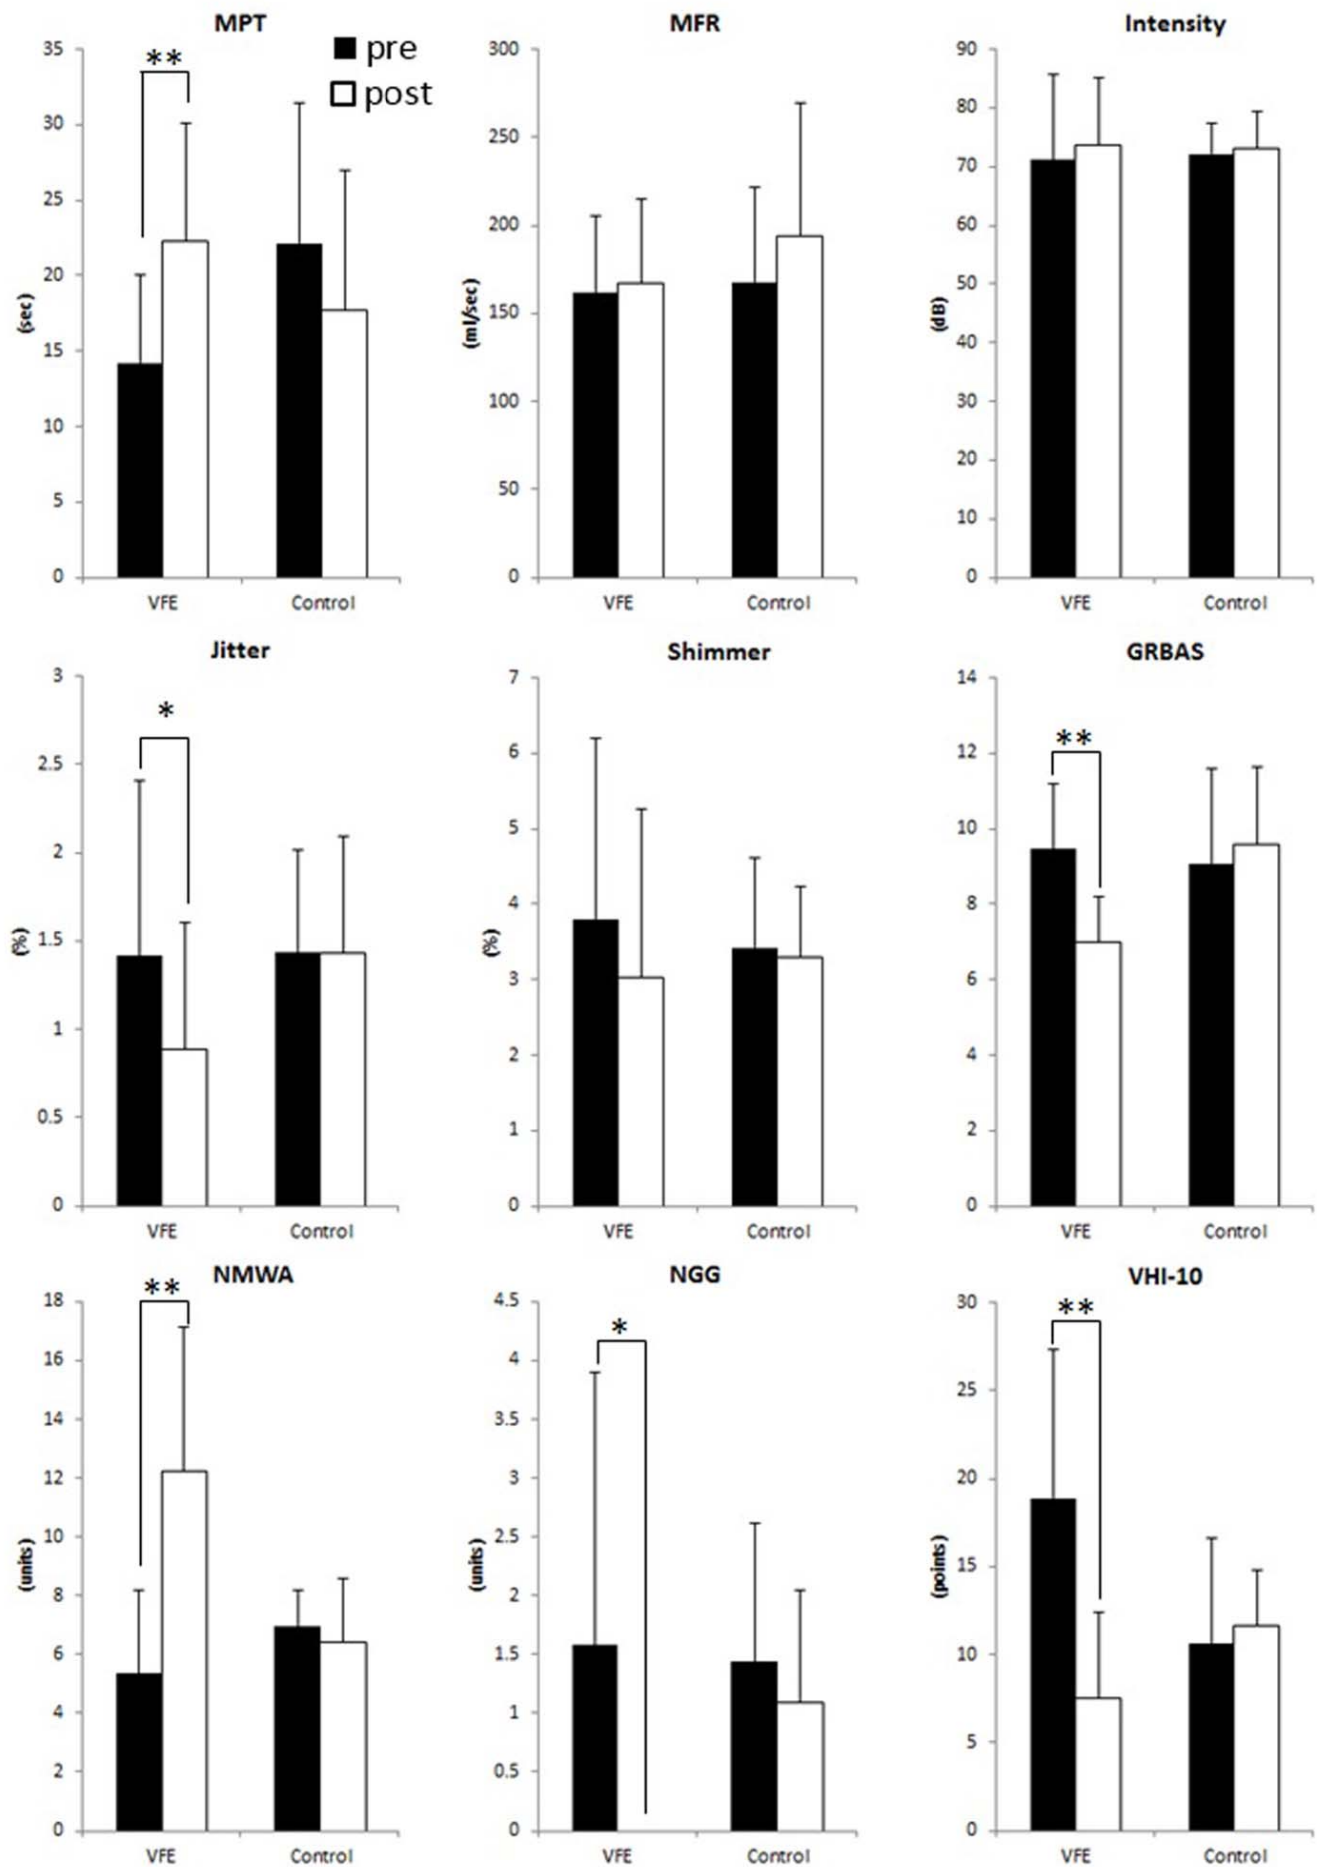 MPT
pre
post
**
35
30
25
20
15
10
5
0
(sec)
VFE
Control
MFR
300
250
200
150
100
50
0
(ml/sec)
VFE
Control
Intensity
90
80
70
60
50
40
30
20
10
0
(dB)
VFE
Control
Jitter
*
3
2.5
2
1.5
1
0.5
0
(%)
VFE
Control
Shimmer
7
6
5
4
3
2
1
0
(%)
VFE
Control
GRBAS
**
14
12
10
8
6
4
2
0
VFE
Control
NMWA
**
18
16
14
12
10
8
6
4
2
0
(units)
VFE
Control
NGG
*
4.5
4
3.5
3
2.5
2
1.5
1
0.5
0
(units)
VFE
Control
VHI-10
**
30
25
20
15
10
5
0
(points)
VFE
Control